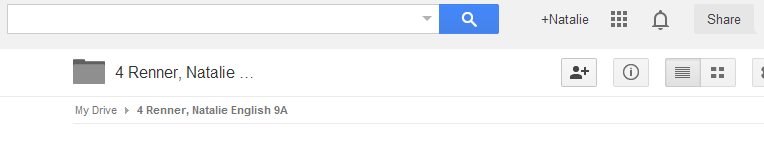 +Natalie Share
4 Renner, Natalie ...
My Drive 4 Renner, Natalie English 9A